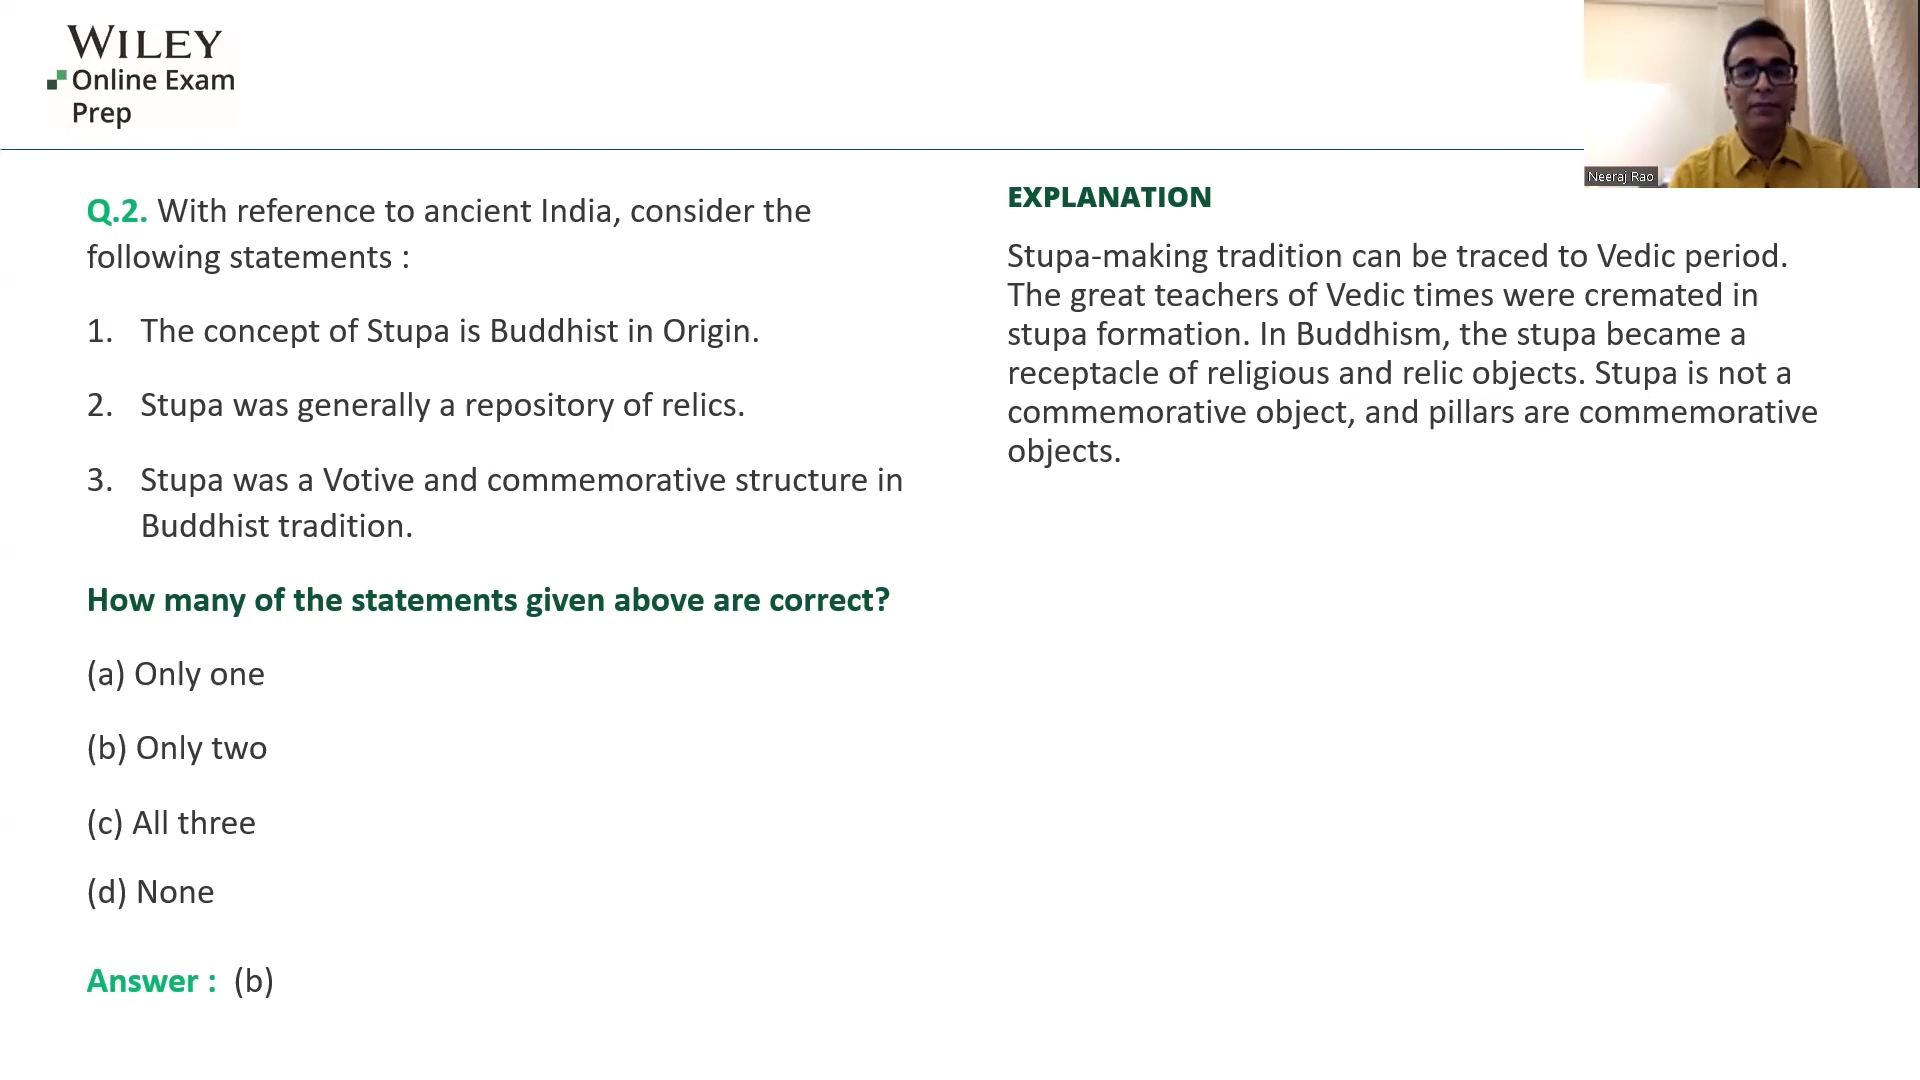 WILEY
Online Exam
Prep
Neeraj Rao
Q.2. With reference to ancient India, consider the
following statements :
1. The concept of Stupa is Buddhist in Origin.
2. Stupa was generally a repository of relics.
3. Stupa was a Votive and commemorative structure in
Buddhist tradition.
How many of the statements given above are correct?
(a) Only one
(b) Only two
(c) All three
(d) None
Answer : (b)
EXPLANATION
Stupa-making tradition can be traced to Vedic period.
The great teachers of Vedic times were cremated in
stupa formation. In Buddhism, the stupa became a
receptacle of religious and relic objects. Stupa is not a
commemorative object, and pillars are commemorative
objects.